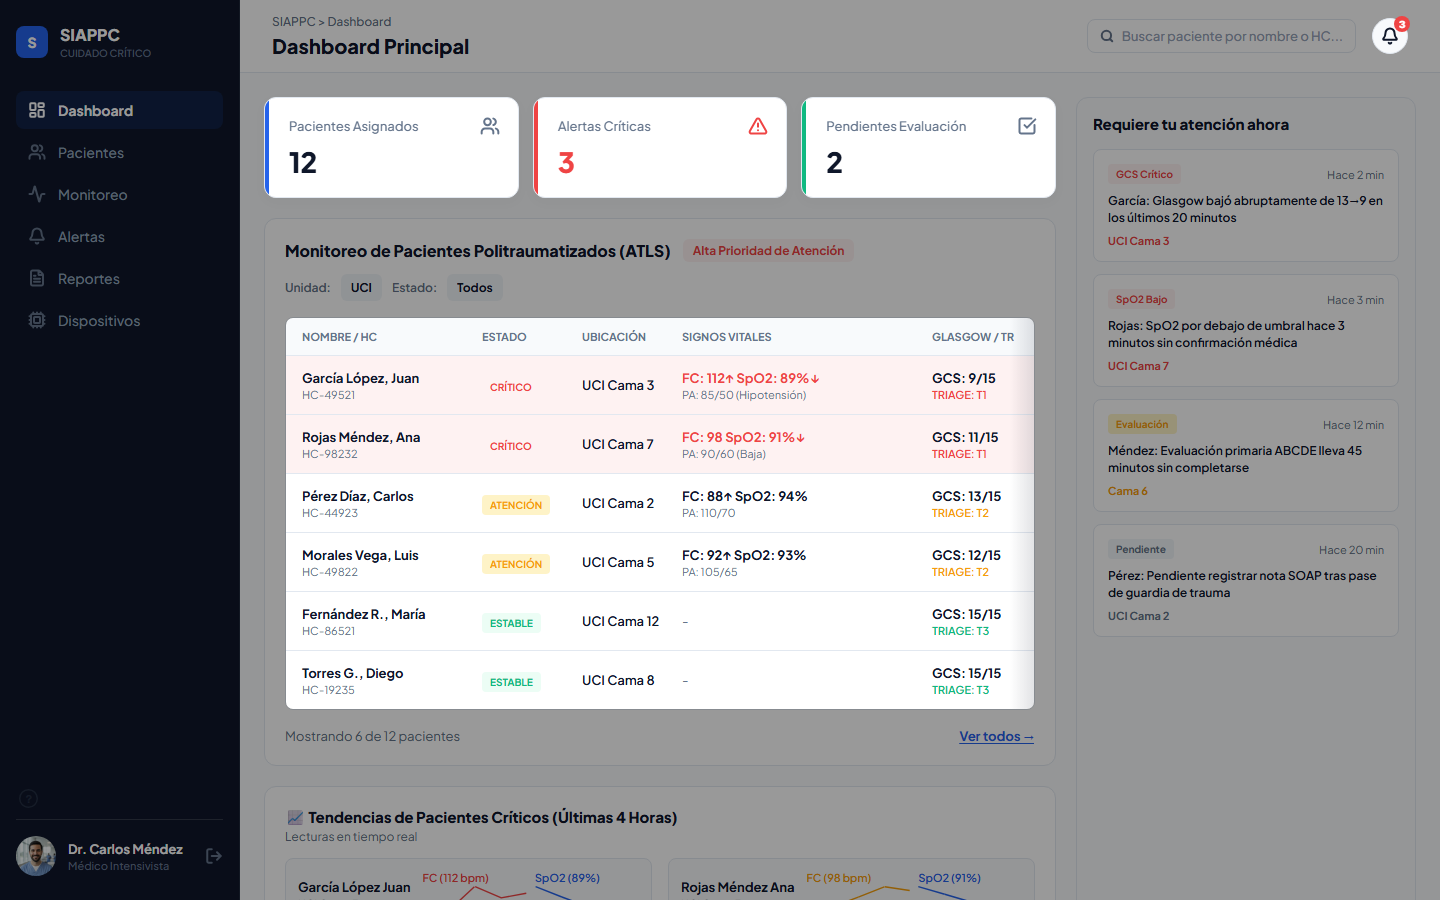 S
SIAPPC
CUIDADO CRÍTICO
Dashboard
Pacientes
Monitoreo
Alertas
Reportes
Dispositivos
?
Dr. Carlos Méndez
Médico Intensivista
SIAPPC > Dashboard
Dashboard Principal
Buscar paciente por nombre o HC...
3
Pacientes Asignados
12
Alertas Críticas
3
Pendientes Evaluación
2
Monitoreo de Pacientes Politraumatizados (ATLS)
Alta Prioridad de Atención
Unidad: UCI Estado: Todos
NOMBRE / HC ESTADO UBICACIÓN SIGNOS VITALES GLASGOW / TR
García López, Juan
HC-49521
CRÍTICO
UCI Cama 3
FC: 112↑ SpO2: 89%↓
PA: 85/50 (Hipotensión)
GCS: 9/15
TRIAGE: T1
Rojas Méndez, Ana
HC-98232
CRÍTICO
UCI Cama 7
FC: 98 SpO2: 91%↓
PA: 90/60 (Baja)
GCS: 11/15
TRIAGE: T1
Pérez Díaz, Carlos
HC-44923
ATENCIÓN
UCI Cama 2
FC: 88↑ SpO2: 94%
PA: 110/70
GCS: 13/15
TRIAGE: T2
Morales Vega, Luis
HC-49822
ATENCIÓN
UCI Cama 5
FC: 92↑ SpO2: 93%
PA: 105/65
GCS: 12/15
TRIAGE: T2
Fernández R., María
HC-86521
ESTABLE
UCI Cama 12
-
GCS: 15/15
TRIAGE: T3
Torres G., Diego
HC-19235
ESTABLE
UCI Cama 8
-
GCS: 15/15
TRIAGE: T3
Mostrando 6 de 12 pacientes
Ver todos →
Tendencias de Pacientes Críticos (Últimas 4 Horas)
Lecturas en tiempo real
García López Juan
FC (112 bpm)
SpO2 (89%)
Rojas Méndez Ana
FC (98 bpm)
SpO2 (91%)
Requiere tu atención ahora
GCS Crítico
Hace 2 min
García: Glasgow bajó abruptamente de 13→9 en
los últimos 20 minutos
UCI Cama 3
SpO2 Bajo
Hace 3 min
Rojas: SpO2 por debajo de umbral hace 3
minutos sin confirmación médica
UCI Cama 7
Evaluación
Hace 12 min
Méndez: Evaluación primaria ABCDE lleva 45
minutos sin completarse
Cama 6
Pendiente
Hace 20 min
Pérez: Pendiente registrar nota SOAP tras pase
de guardia de trauma
UCI Cama 2